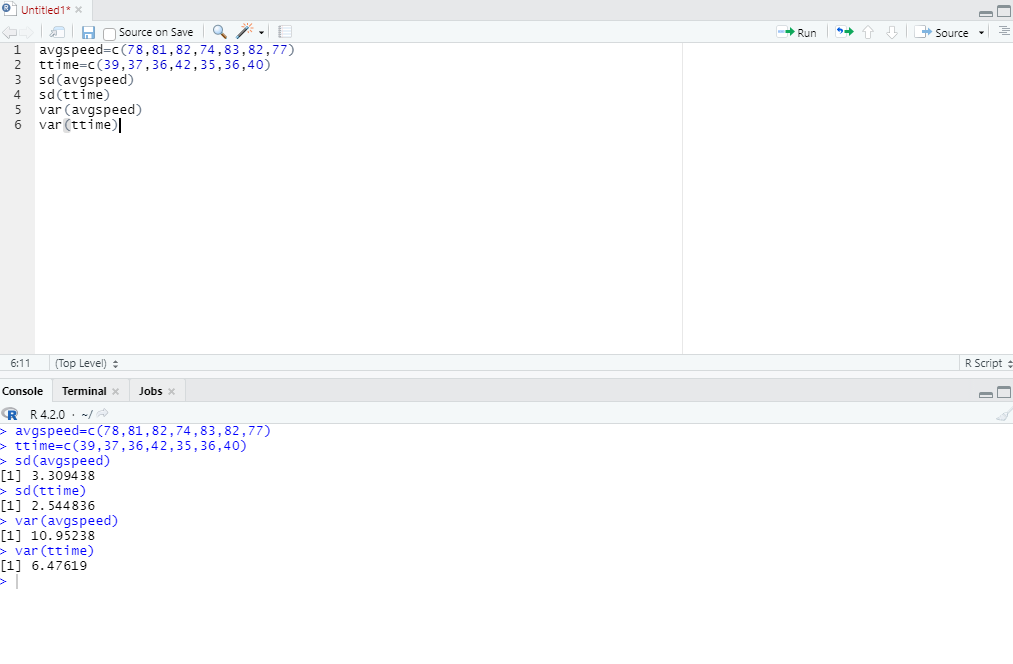 Untitled1*
Source on Save
Run
Source
1 avgspeed=c(78,81,82,74,83,82,77)
2 ttime=c(39,37,36,42,35,36,40)
3 sd(avgspeed)
4 sd(ttime)
5 var(avgspeed)
6 var(ttime)
6:11 (Top Level) R Script
Console Terminal Jobs
R R 4.2.0 · ~/
> avgspeed=c(78,81,82,74,83,82,77)
> ttime=c(39,37,36,42,35,36,40)
> sd(avgspeed)
[1] 3.309438
> sd(ttime)
[1] 2.544836
> var(avgspeed)
[1] 10.95238
> var(ttime)
[1] 6.47619
>